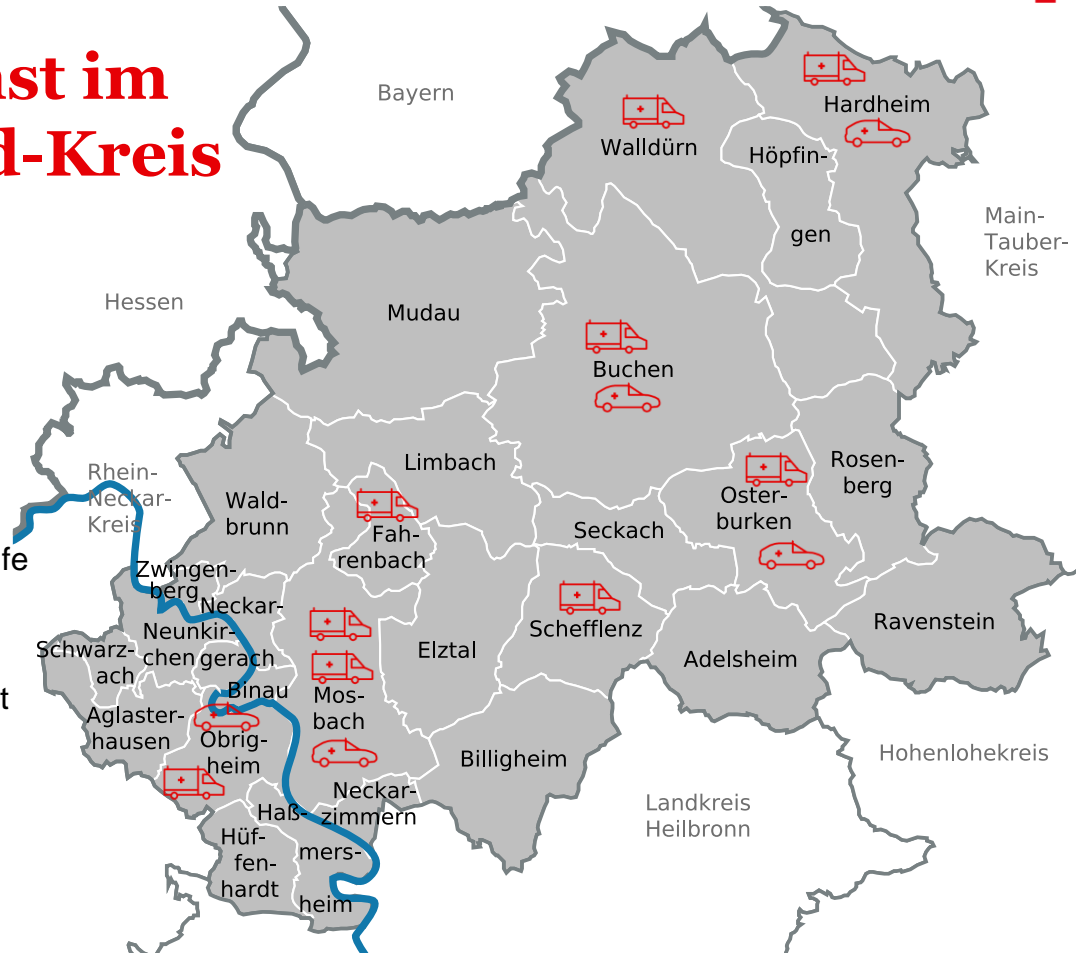 st im
d-Kreis
Bayern
Hardheim
Walldürn
Höpfin-
gen
Main-
Tauber-
Kreis
Hessen
Mudau
Buchen
Limbach
Rosen-
berg
Rhein-
Neckar-
Kreis
Wald-
brunn
Oster-
burken
Seckach
Fah-
renbach
fe
Zwingen-
berg
Neckar-
gerach
Ravenstein
Schefflenz
Neunkir-
chen
Schwarz-
ach
Elztal
Adelsheim
t
Binau
Mos-
bach
Aglaster-
hausen
Obrig-
heim
Billigheim
Hohenlohekreis
Neckar-
zimmern
Landkreis
Heilbronn
Haß-
mers-
heim
Hüf-
fen-
hardt